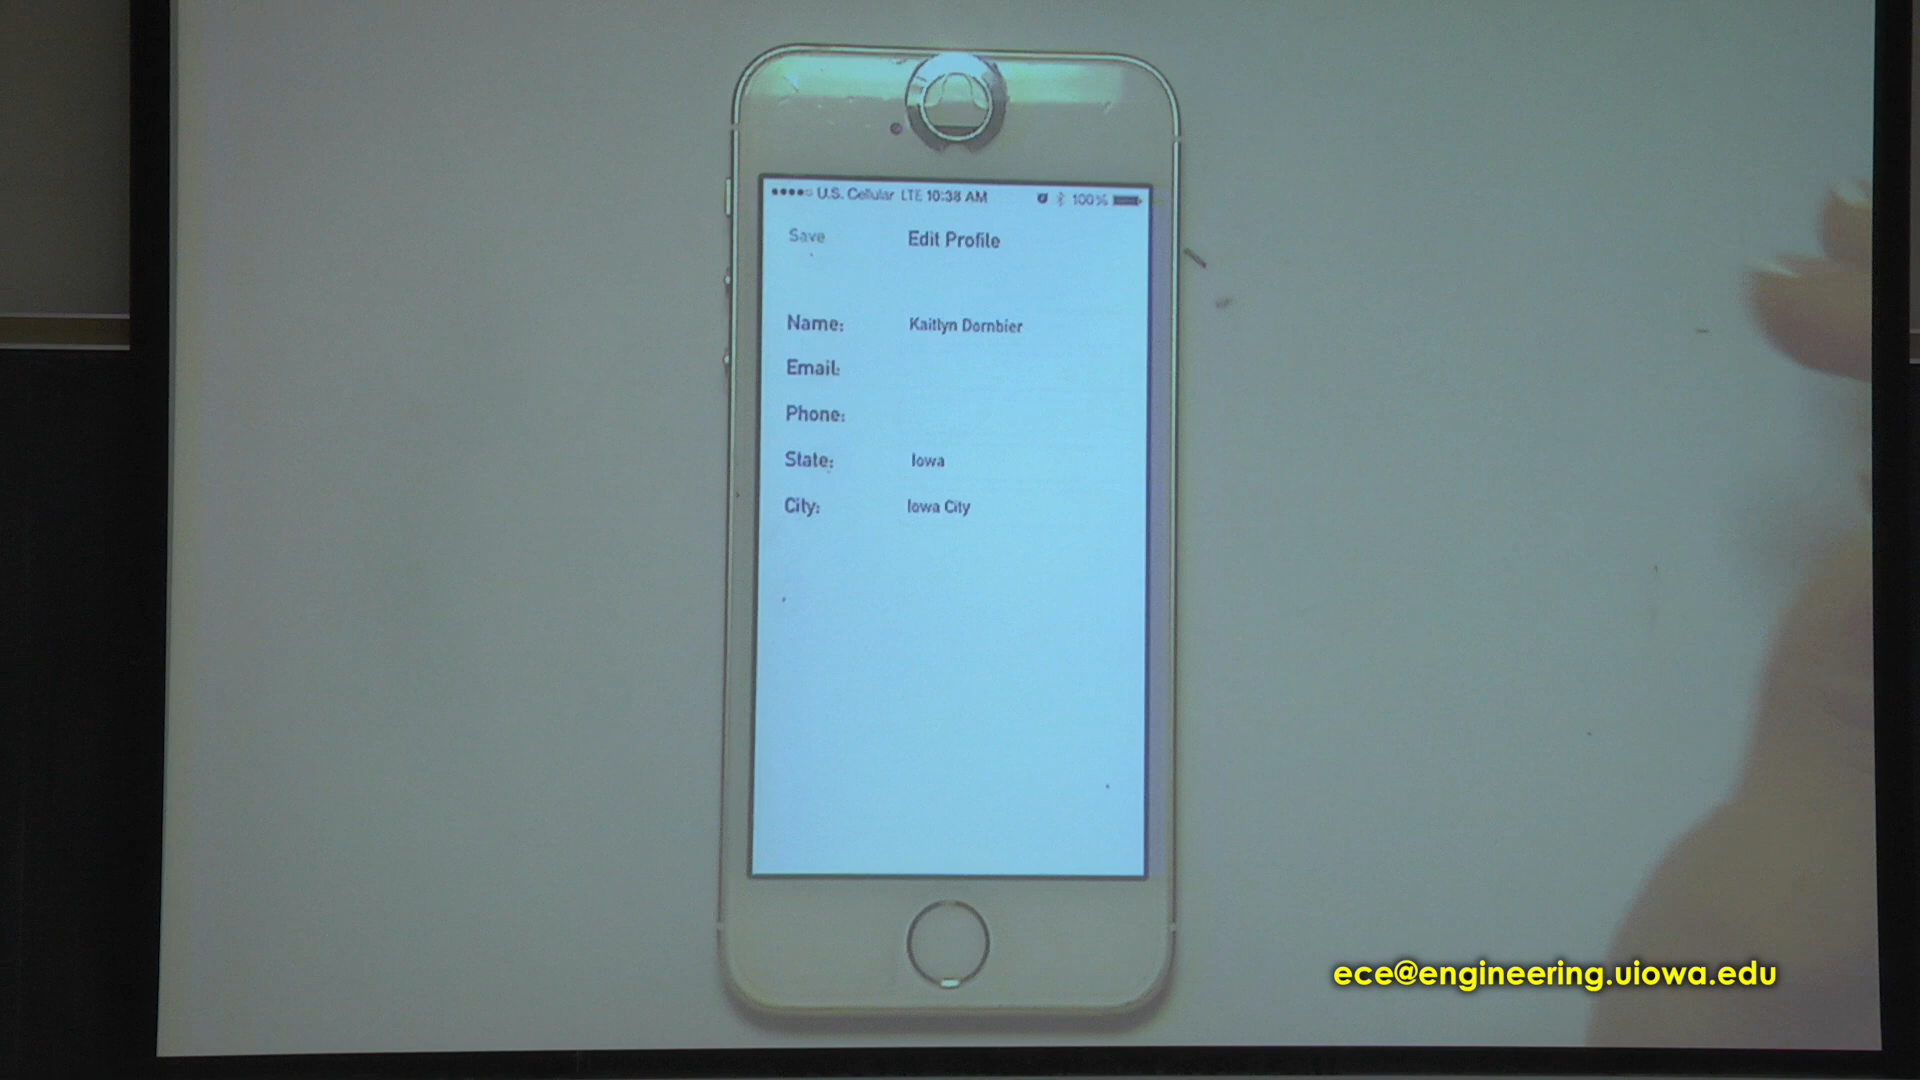 U.S. Cellular LTE 10:38 AM 100%
Save Edit Profile
Name: Kaitlyn Dornbier
Email:
Phone:
State: Iowa
City: Iowa City
ece@engineering.uiowa.edu